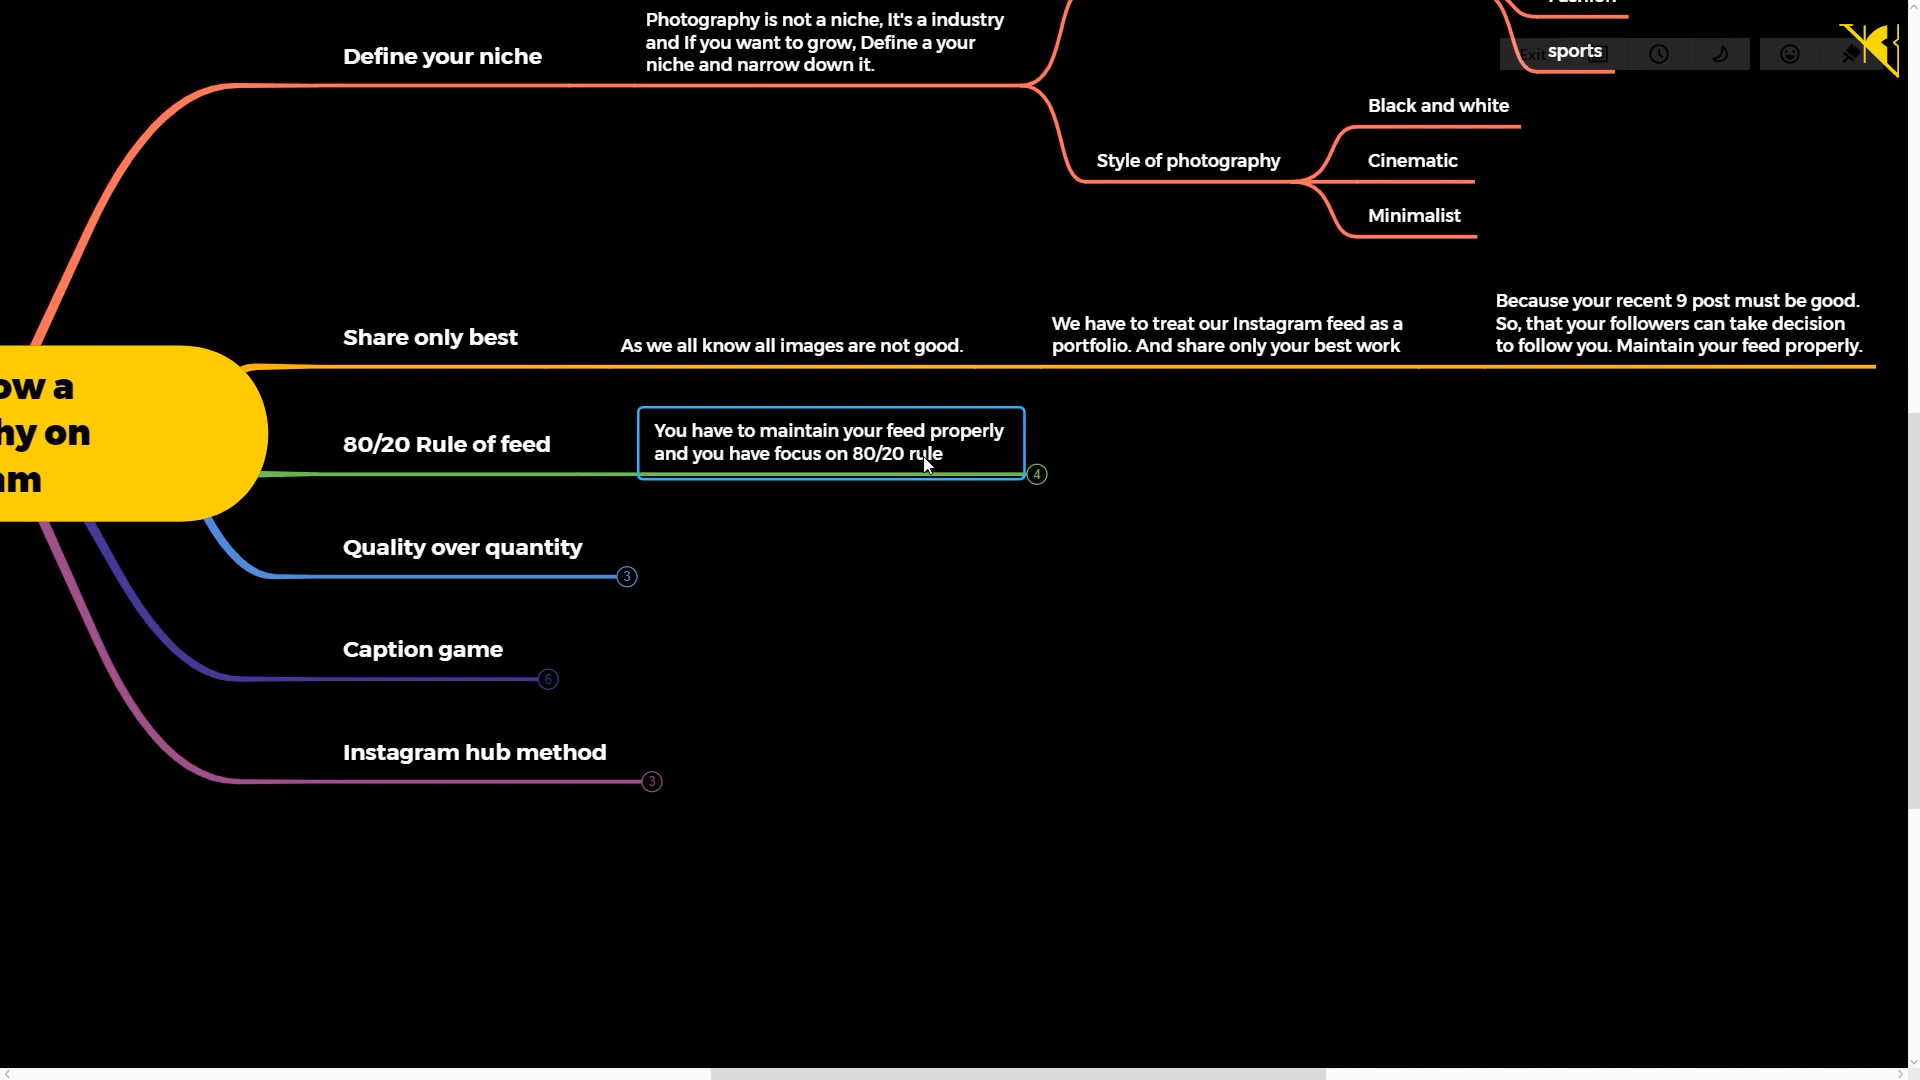 Photography is not a niche, It's a industry
and If you want to grow, Define a your
niche and narrow down it.
Define your niche
sports
Exit
Black and white
Style of photography
Cinematic
Minimalist
Share only best
As we all know all images are not good.
We have to treat our Instagram feed as a
portfolio. And share only your best work
Because your recent 9 post must be good.
So, that your followers can take decision
to follow you. Maintain your feed properly.
ow a
hy on
am
80/20 Rule of feed
You have to maintain your feed properly
and you have focus on 80/20 rule
4
Quality over quantity
3
Caption game
6
Instagram hub method
3